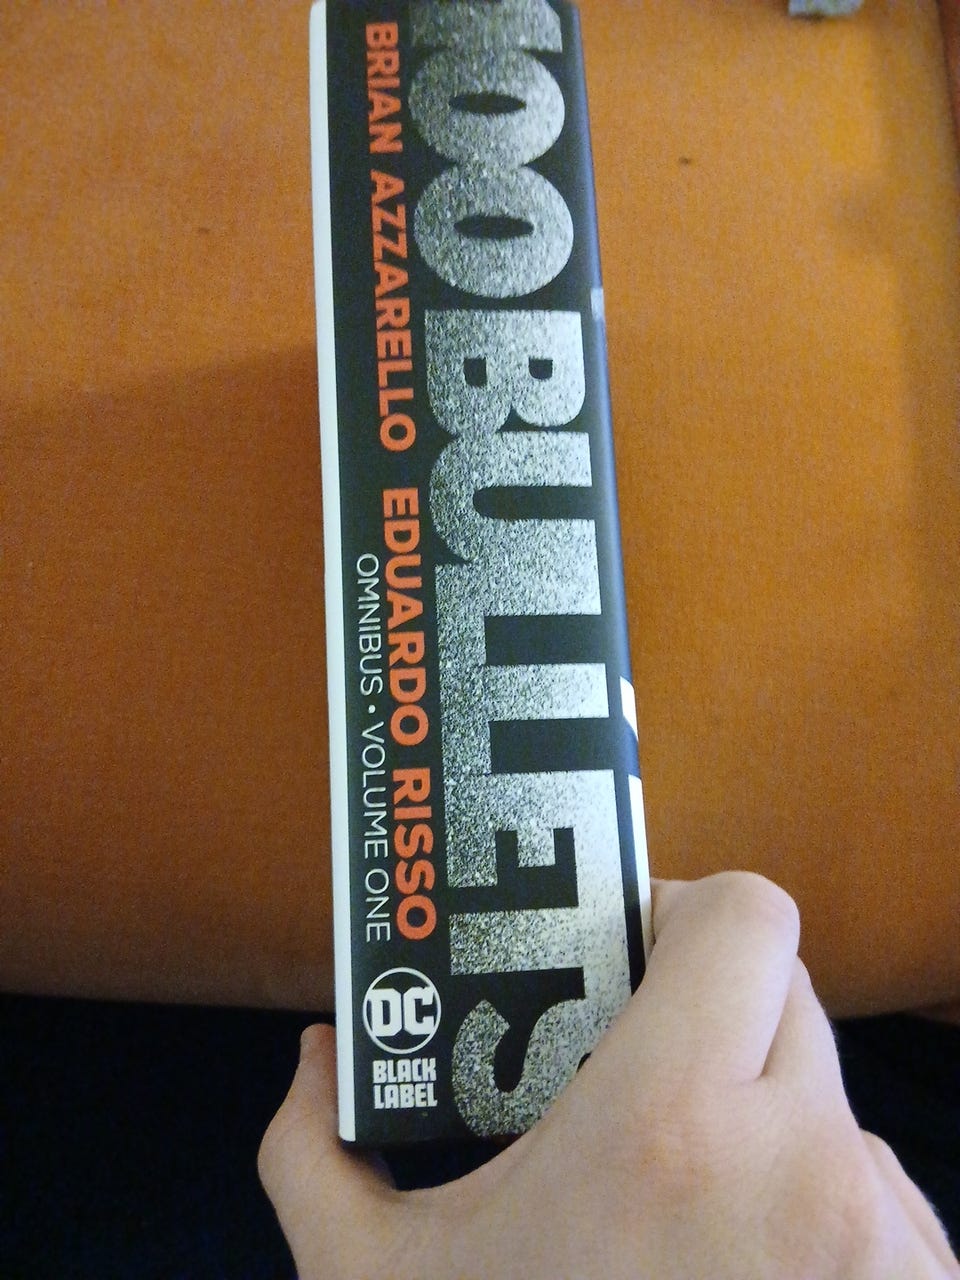 100 BULLETS
BRIAN AZZARELLO EDUARDO RISSO
OMNIBUS • VOLUME ONE
DC
BLACK
LABEL